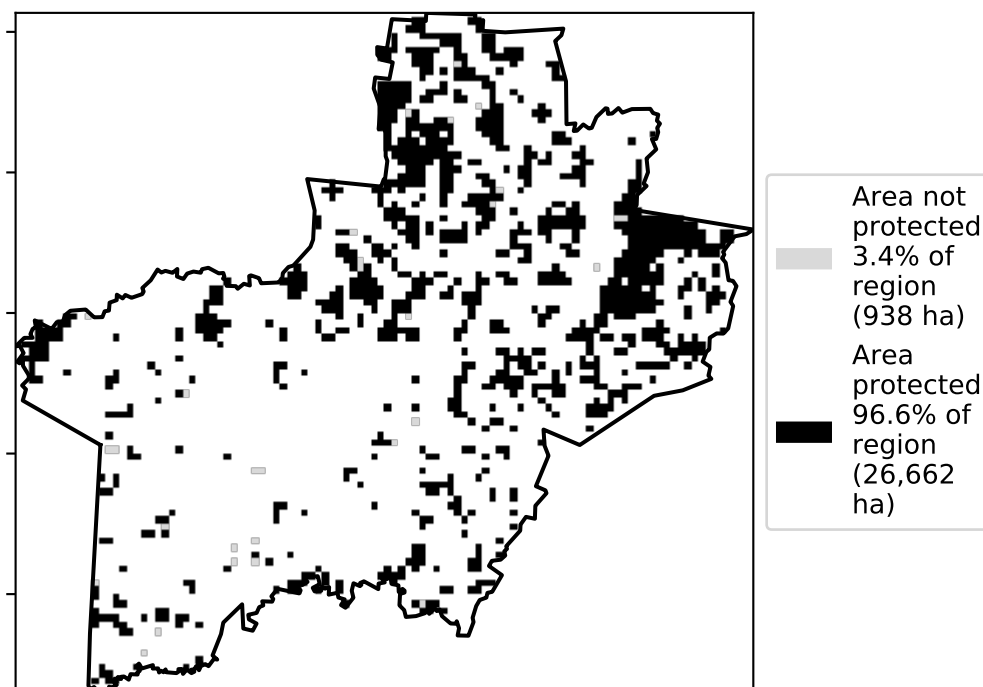 Area not
protected
3.4% of
region
(938 ha)
Area
protected
96.6% of
region
(26,662
ha)